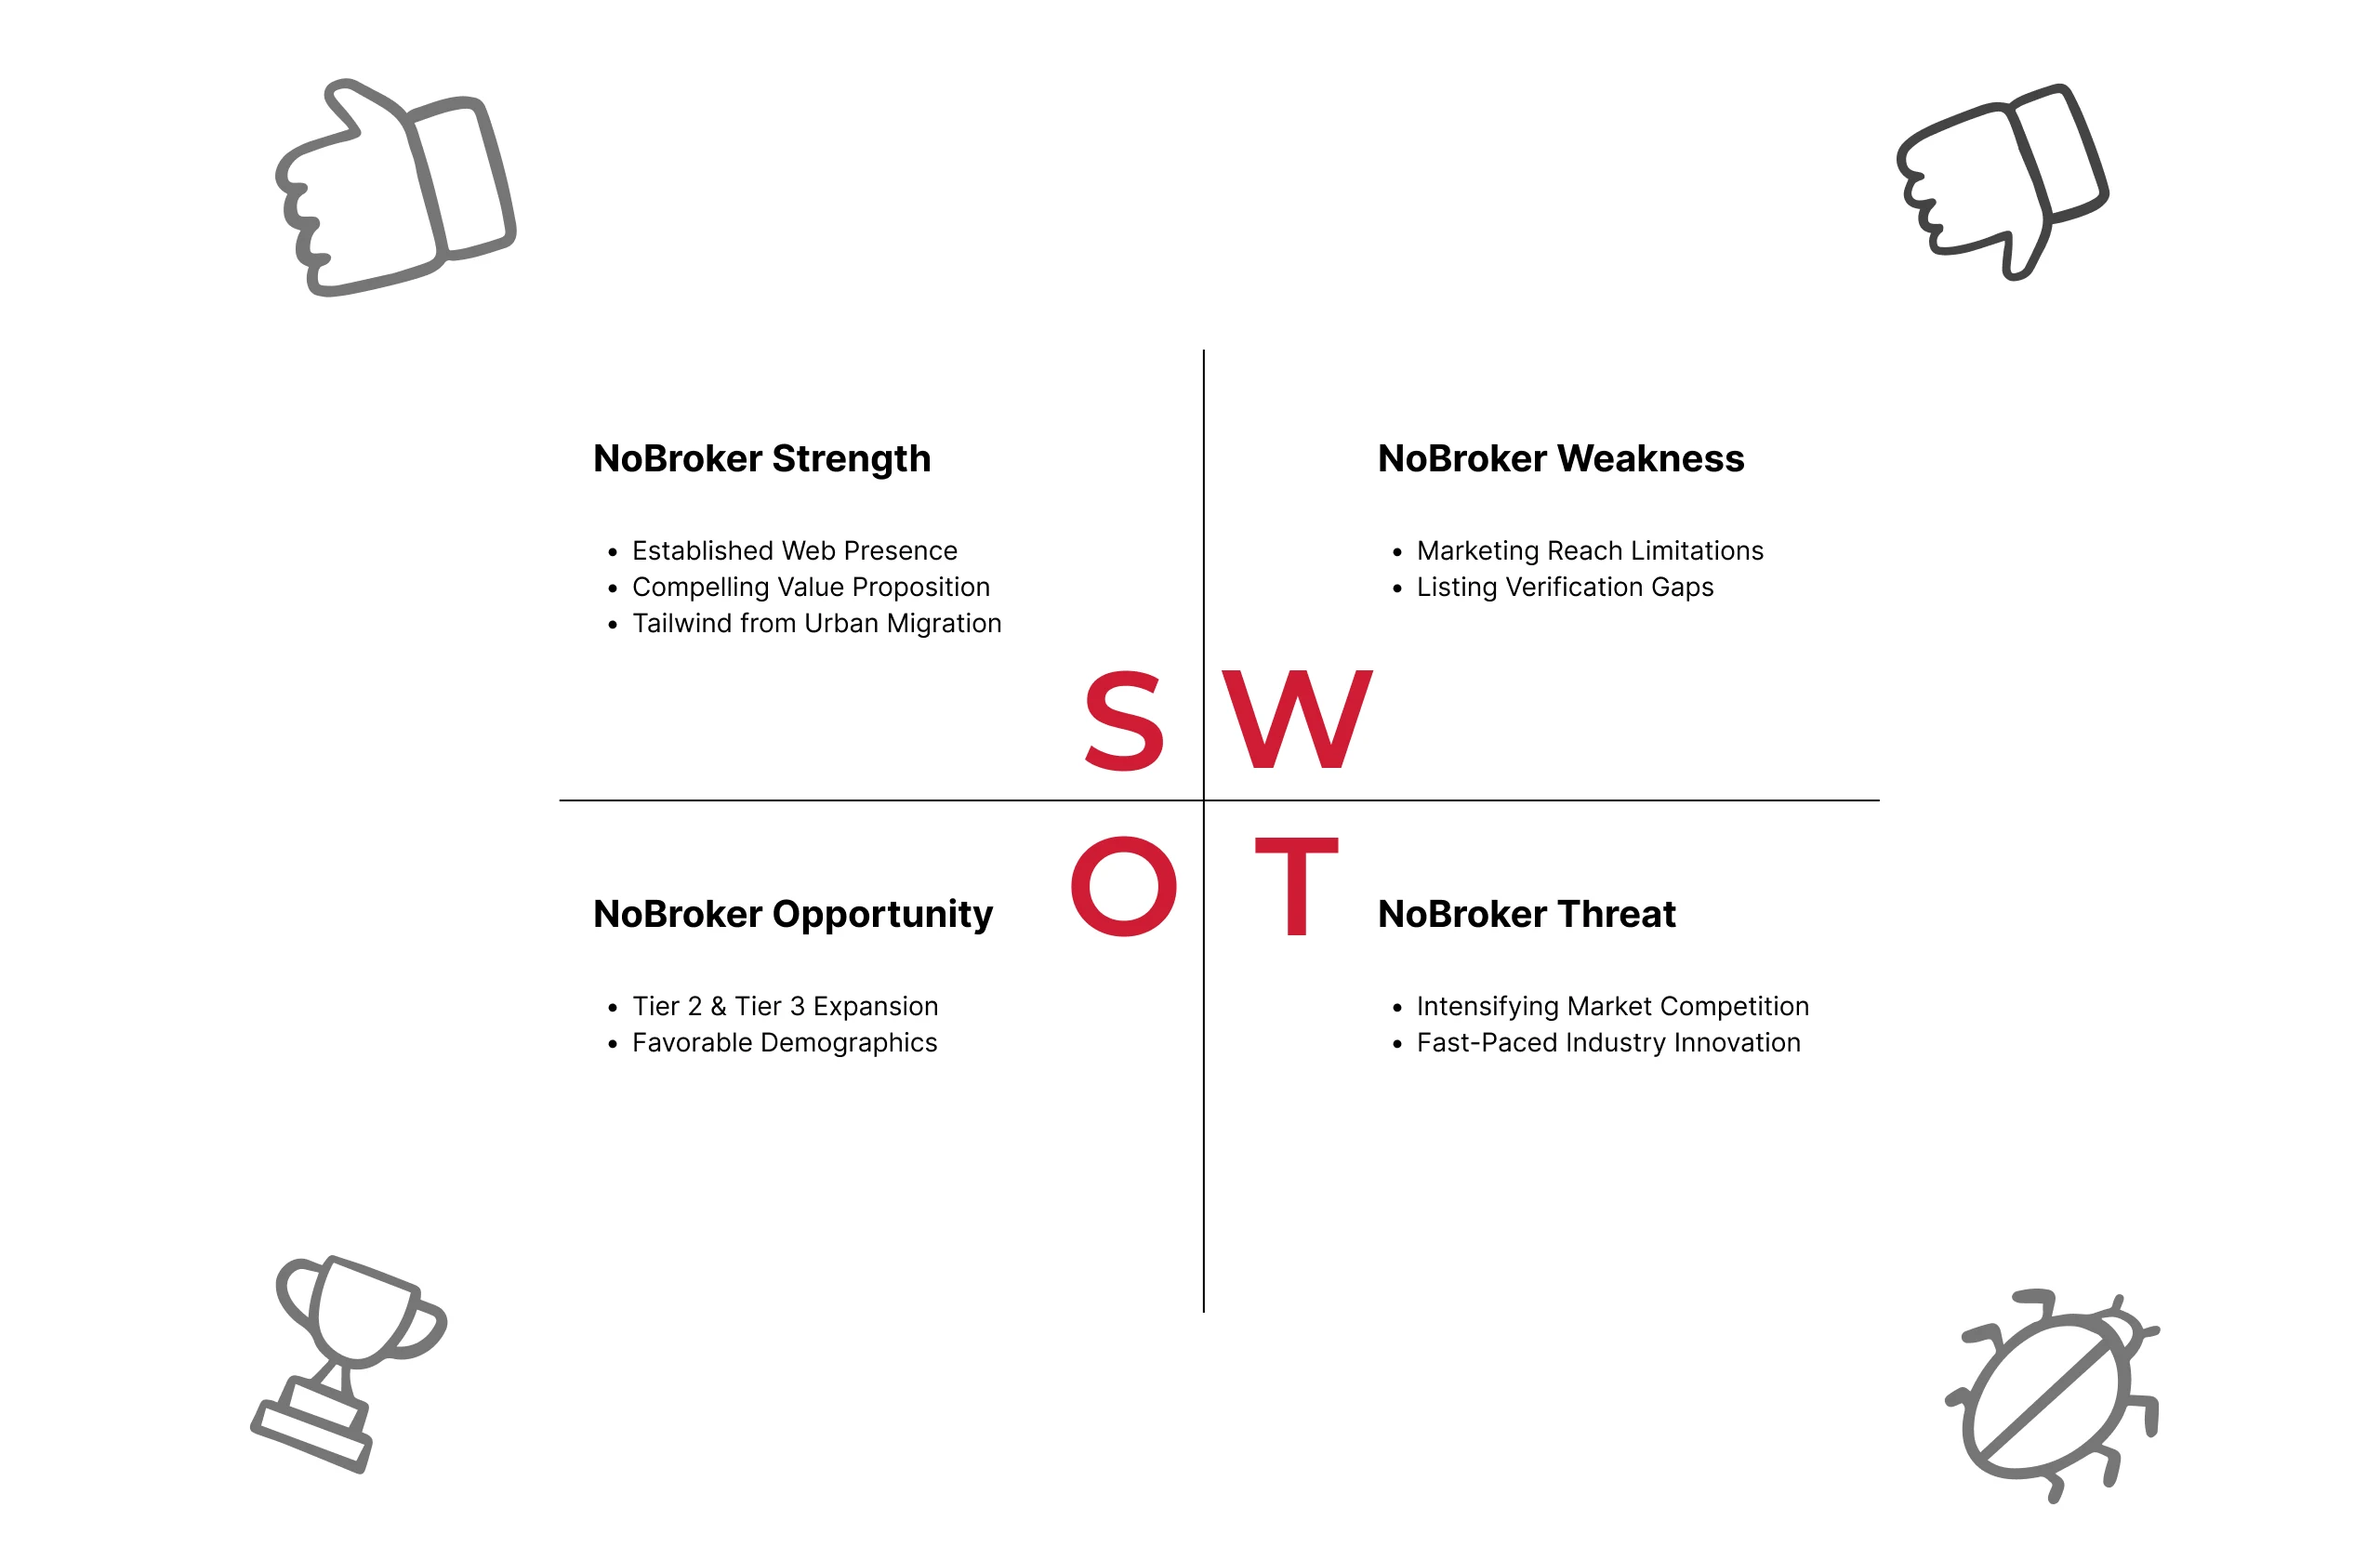 NoBroker Strength
• Established Web Presence
• Compelling Value Proposition
• Tailwind from Urban Migration
NoBroker Weakness
• Marketing Reach Limitations
• Listing Verification Gaps
S W
O T
NoBroker Opportunity
• Tier 2 & Tier 3 Expansion
• Favorable Demographics
NoBroker Threat
• Intensifying Market Competition
• Fast-Paced Industry Innovation